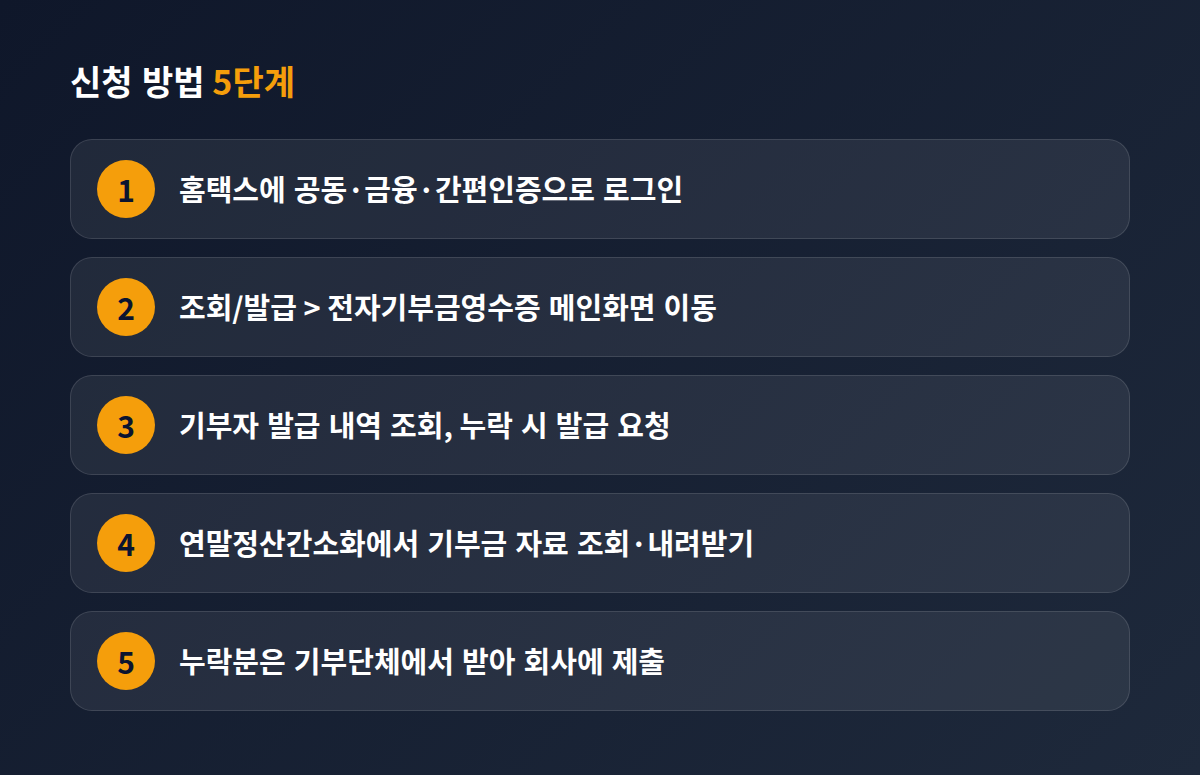 신청 방법 5단계
1 홈택스에 공동·금융·간편인증으로 로그인
2 조회/발급 > 전자기부금영수증 메인화면 이동
3 기부자 발급 내역 조회, 누락 시 발급 요청
4 연말정산간소화에서 기부금 자료 조회·내려받기
5 누락분은 기부단체에서 받아 회사에 제출